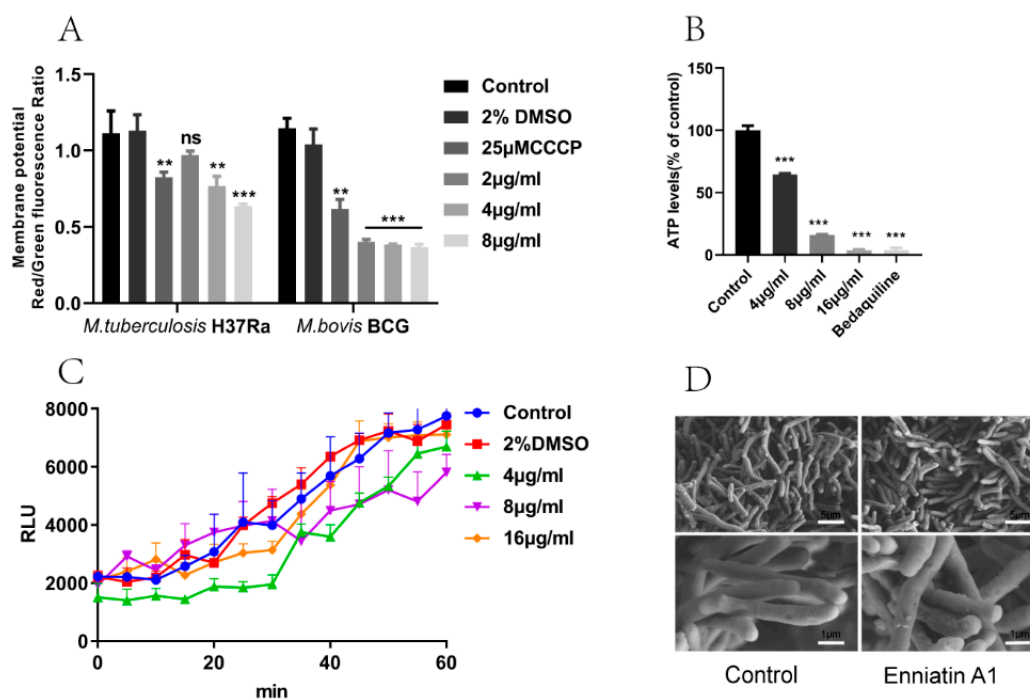 A
Membrane potential
Red/Green fluorescence Ratio
1.5
1.0
0.5
0.0
**
ns
**
***
**
***
M.tuberculosis H37Ra
M.bovis BCG
Control
2% DMSO
25μMCCCP
2μg/ml
4μg/ml
8μg/ml
B
ATP levels(% of control)
150
100
50
0
***
***
***
***
Control
4μg/ml
8μg/ml
16μg/ml
Bedaquiline
C
RLU
8000
6000
4000
2000
0
0
20
40
60
min
Control
2%DMSO
4μg/ml
8μg/ml
16μg/ml
D
5μm
5μm
1μm
1μm
Control
Enniatin A1